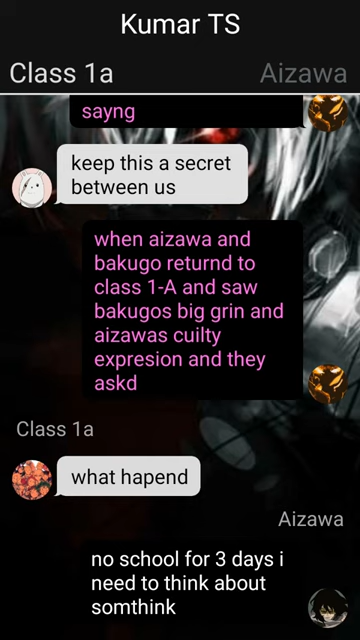 Kumar TS
Class 1a Aizawa
sayng
keep this a secret
between us
when aizawa and
bakugo returnd to
class 1-A and saw
bakugos big grin and
aizawas cuilty
expresion and they
askd
Class 1a
what hapend
Aizawa
no school for 3 days i
need to think about
somthink